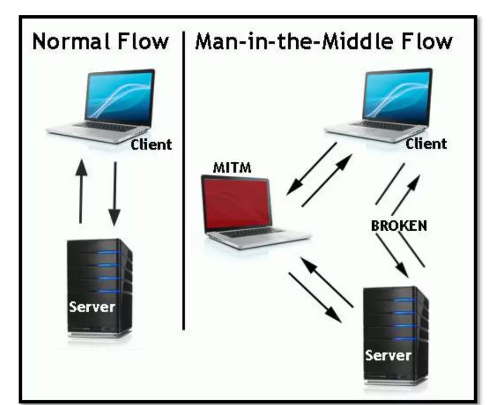 Normal Flow
Client
Server
Man-in-the-Middle Flow
Client
MITM
BROKEN
Server